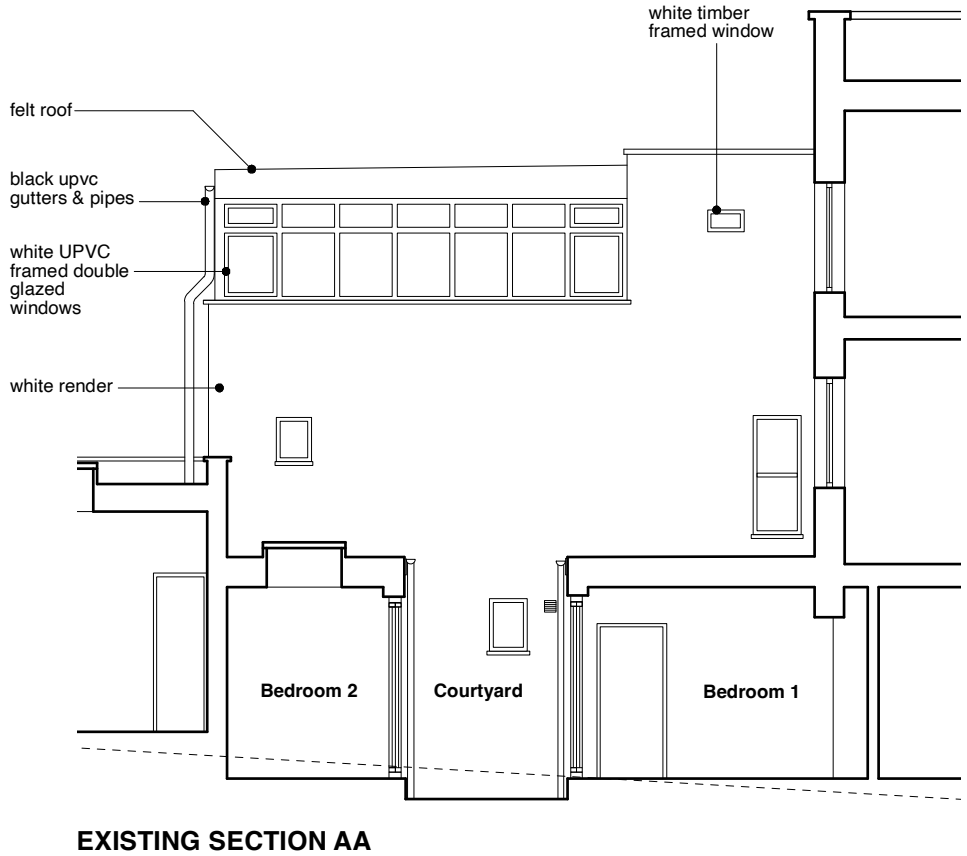 white timber
framed window
felt roof
black upvc
gutters & pipes
white UPVC
framed double
glazed
windows
white render
Bedroom 2
Courtyard
Bedroom 1
EXISTING SECTION AA